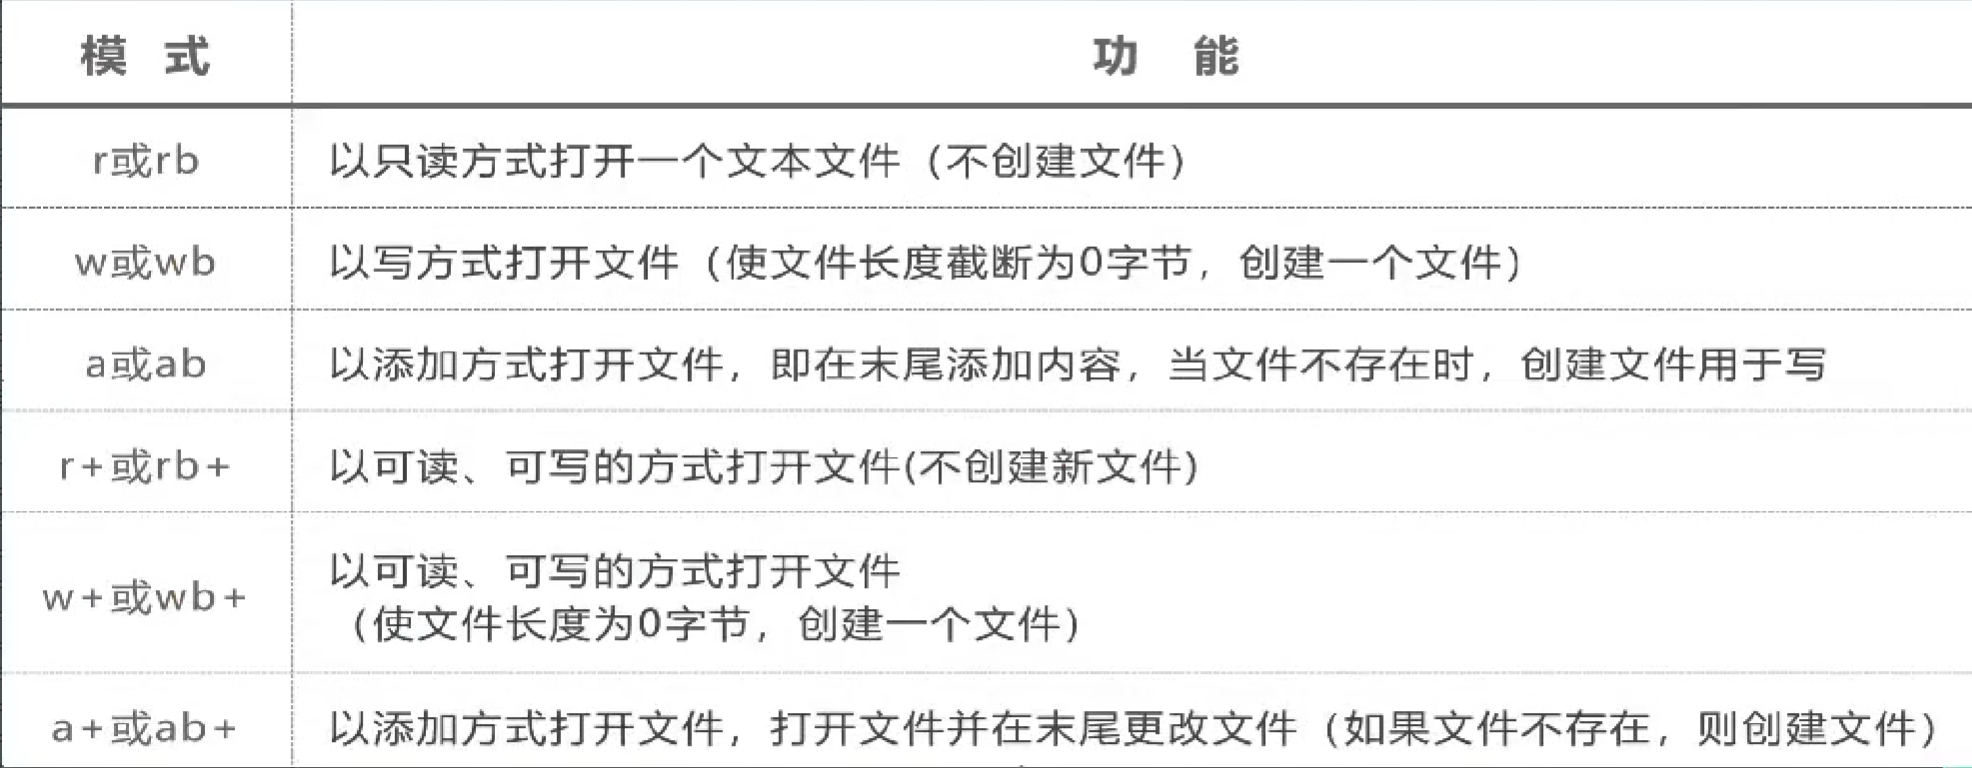 模 式 功 能
r或rb 以只读方式打开一个文本文件（不创建文件）
w或wb 以写方式打开文件（使文件长度截断为0字节，创建一个文件）
a或ab 以添加方式打开文件，即在末尾添加内容，当文件不存在时，创建文件用于写
r+或rb+ 以可读、可写的方式打开文件(不创建新文件)
w+或wb+ 以可读、可写的方式打开文件
（使文件长度为0字节，创建一个文件）
a+或ab+ 以添加方式打开文件，打开文件并在末尾更改文件（如果文件不存在，则创建文件）